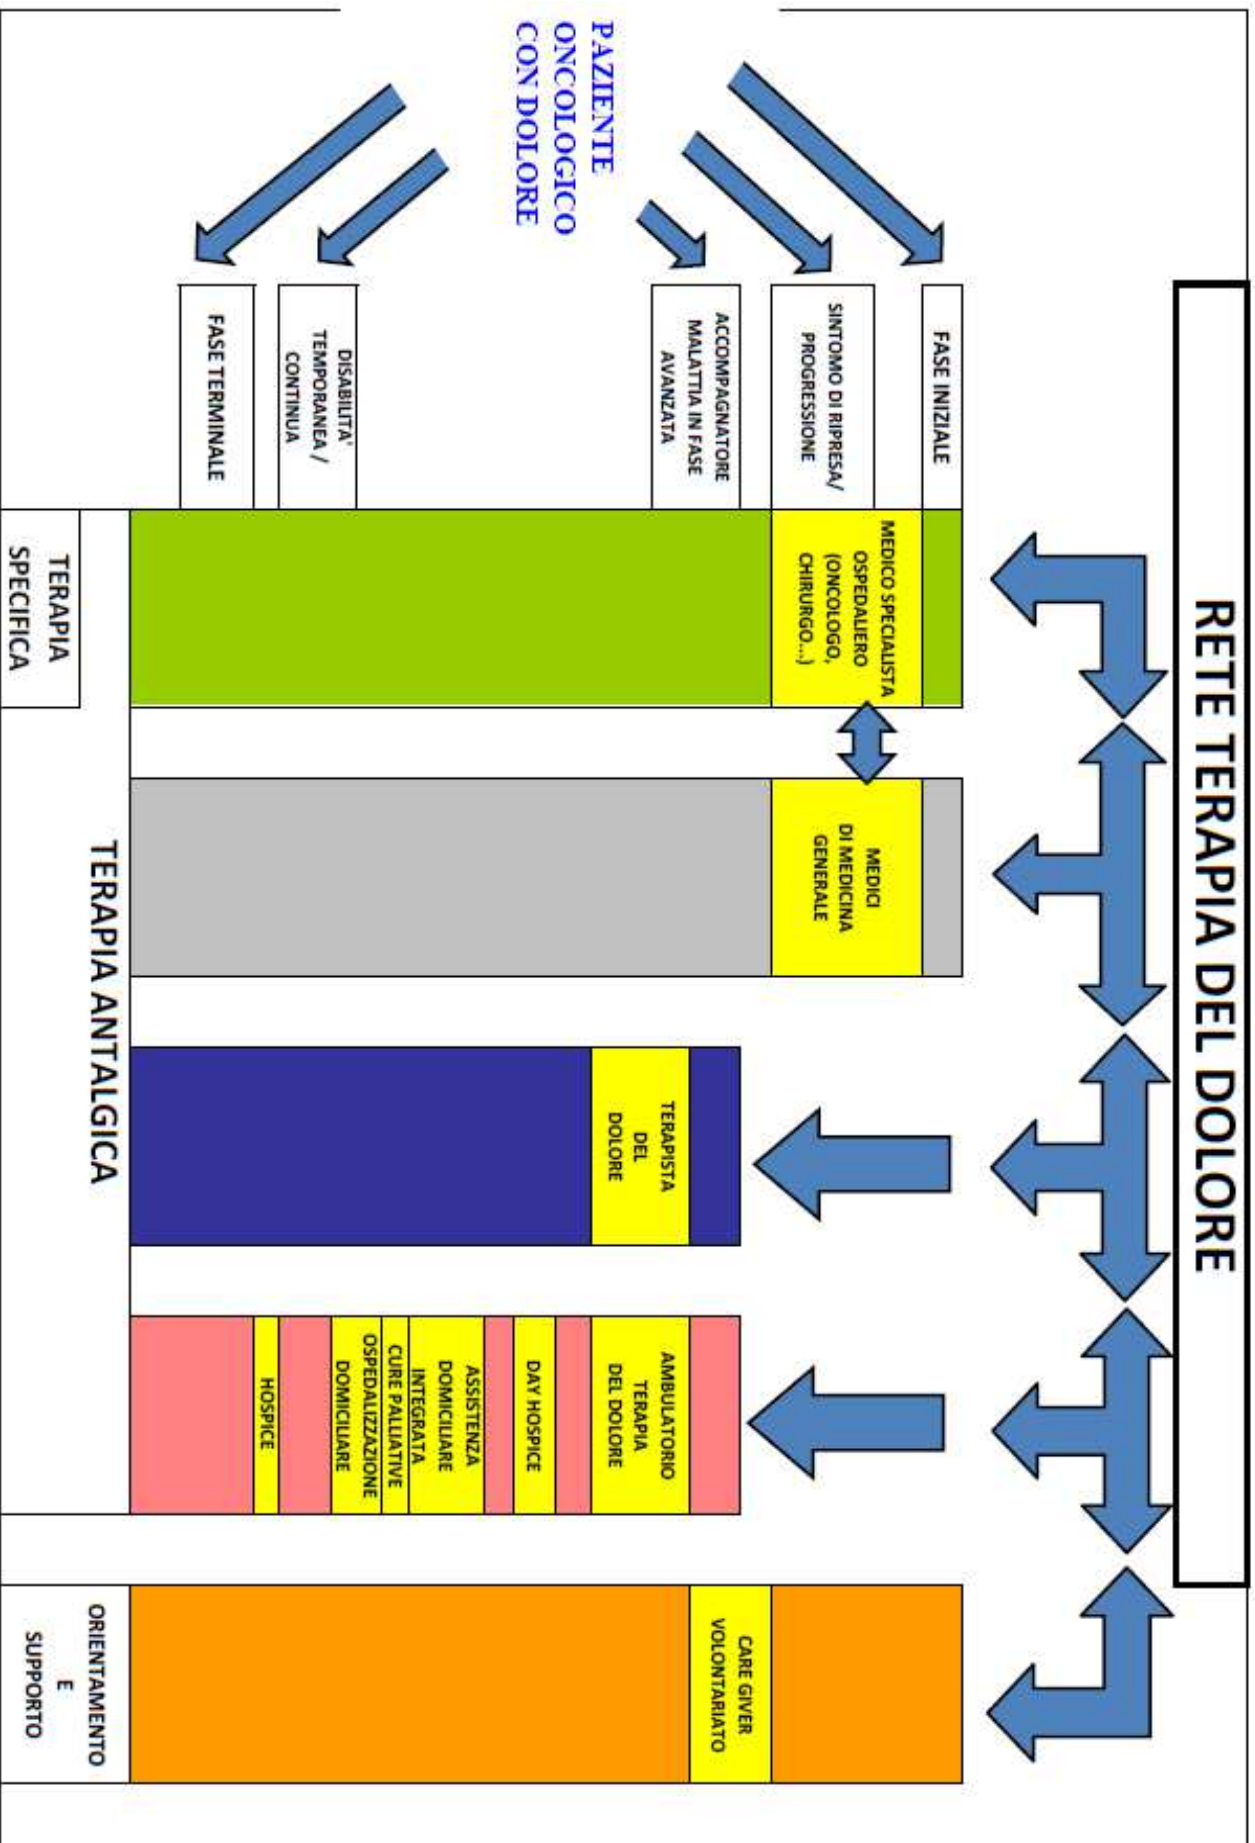 RETE TERAPIA DEL DOLORE
PAZIENTE
ONCOLOGICO
CON DOLORE
FASE INIZIALE
SINTOMO DI RIPRESA/
PROGRESSIONE
ACCOMPAGNATORE
MALATTIA IN FASE
AVANZATA
DISABILITA'
TEMPORANEA /
CONTINUA
FASE TERMINALE
MEDICO SPECIALISTA
OSPEDALIERO
(ONCOLOGO,
CHIRURGO...)
MEDICI
DI MEDICINA
GENERALE
TERAPISTA
DEL
DOLORE
AMBULATORIO
TERAPIA
DEL DOLORE
DAY HOSPICE
ASSISTENZA
DOMICILIARE
INTEGRATA
CURE PALIATIVE
OSPEDALIZZAZIONE
DOMICILIARE
HOSPICE
CARE GIVER
VOLONTARIATO
TERAPIA
SPECIFICA
TERAPIA ANTALGICA
ORIENTAMENTO
E
SUPPORTO